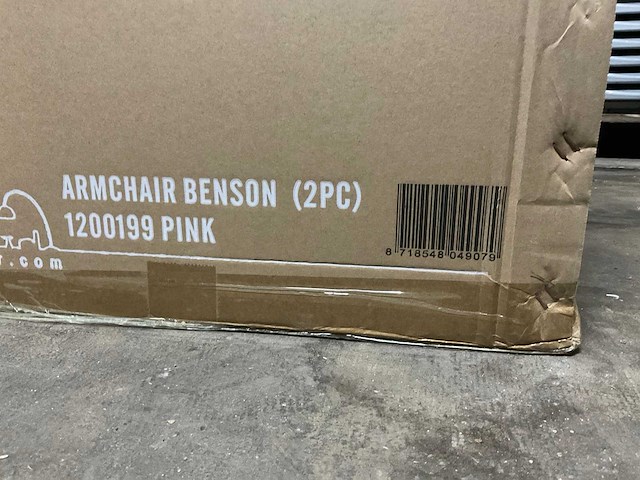 ARMCHAIR BENSON (2PC)
1200199 PINK
8 718548 049079
r.com